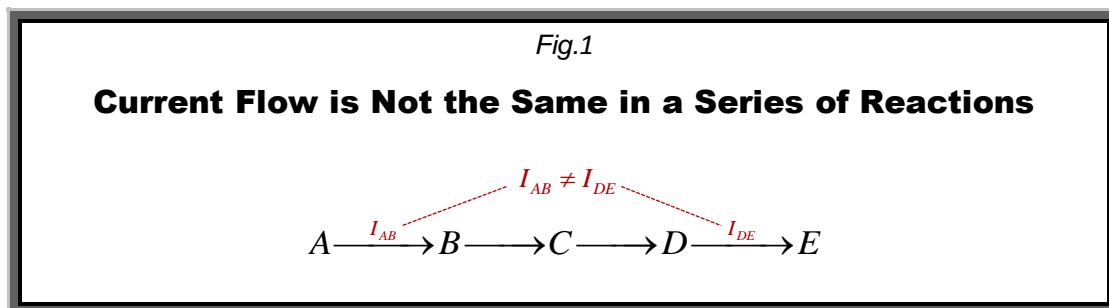 Fig.1
Current Flow is Not the Same in a Series of Reactions
I_AB ≠ I_DE
A ⟶ I_AB B ⟶ C ⟶ D ⟶ I_DE E